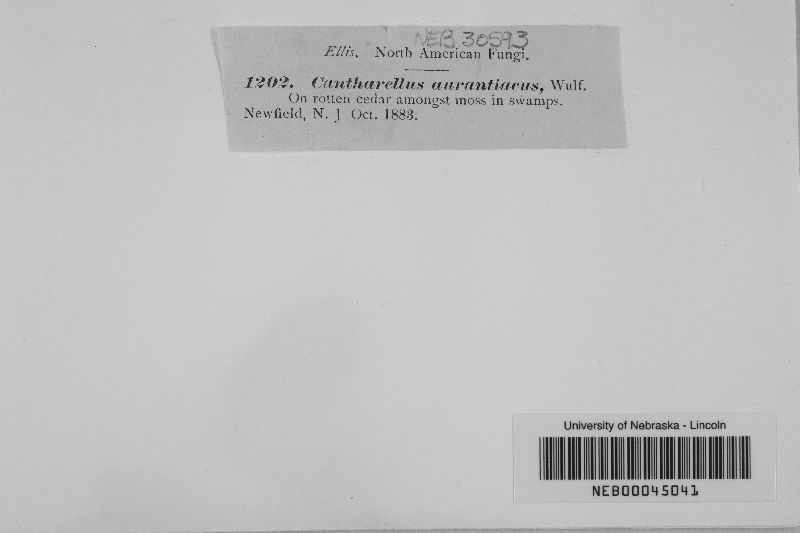 NEB 30593
Ellis. North American Fungi.
1202. Cantharellus aurantiacus, Wulf.
On rotten cedar amongst moss in swamps.
Newfield, N. J Oct. 1883.
University of Nebraska - Lincoln
NEB00045041